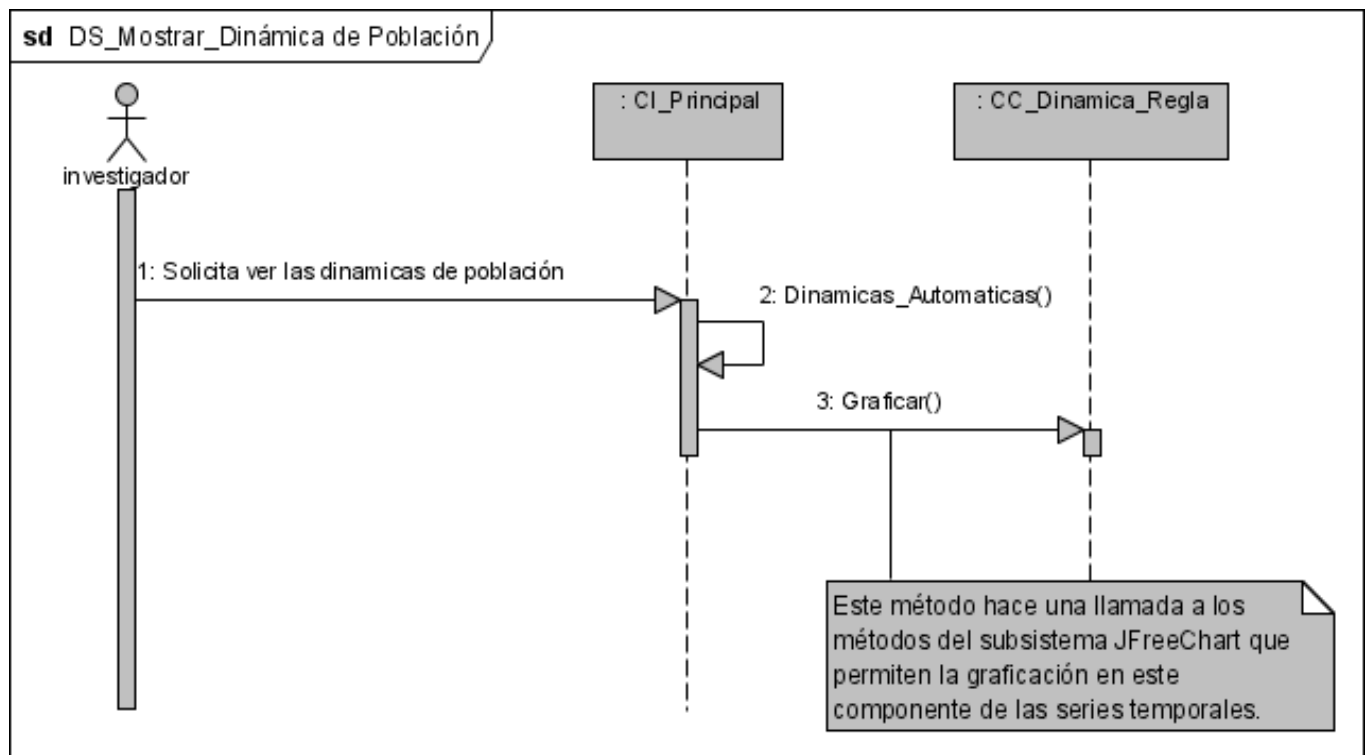 sd DS_Mostrar_Dinámica de Población
: CI_Principal
: CC_Dinamica_Regla
investigador
1: Solicita ver las dinamicas de población
2: Dinamicas_Automaticas()
3: Graficar()
Este método hace una llamada a los
métodos del subsistema JFreeChart que
permiten la graficación en este
componente de las series temporales.